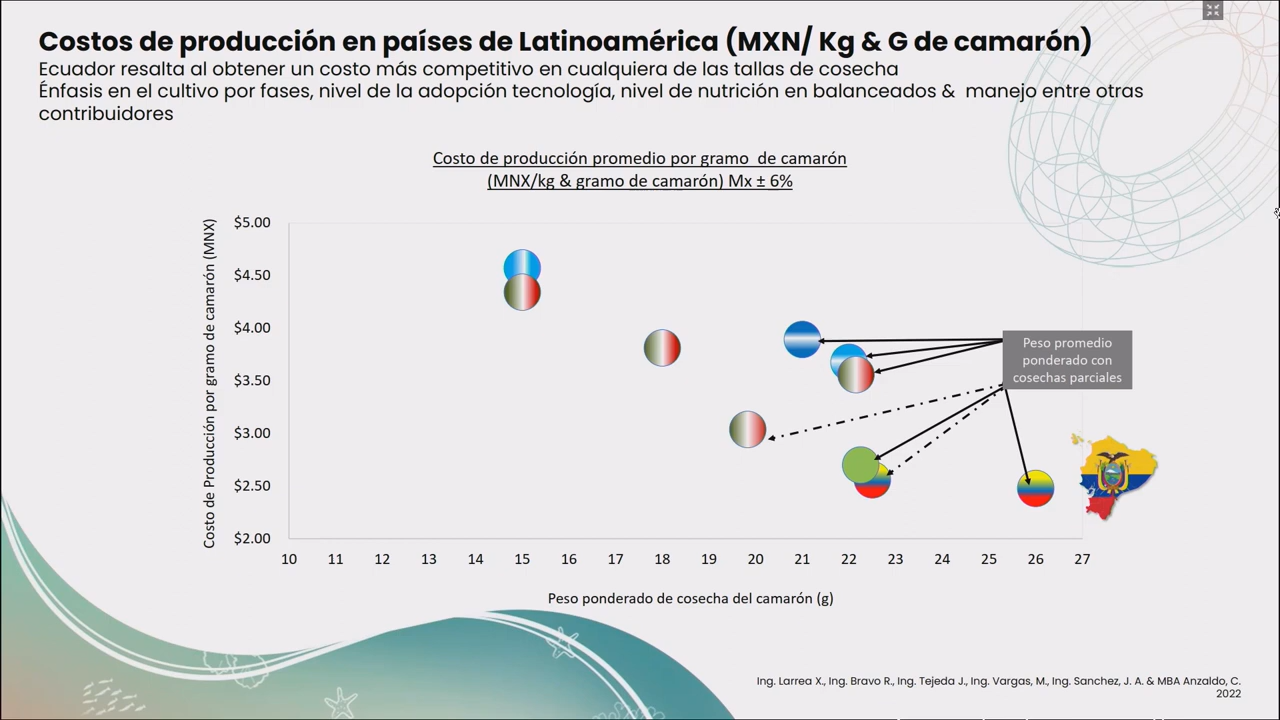 Costos de producción en países de Latinoamérica (MXN/ Kg & G de camarón)
Ecuador resalta al obtener un costo más competitivo en cualquiera de las tallas de cosecha
Énfasis en el cultivo por fases, nivel de la adopción tecnología, nivel de nutrición en balanceados & manejo entre otras
contribuidores
Costo de producción promedio por gramo de camarón
(MNX/kg & gramo de camarón) Mx ± 6%
Costo de Producción por gramo de camarón (MNX)
$5.00
$4.50
$4.00
$3.50
$3.00
$2.50
$2.00
Peso promedio
ponderado con
cosechas parciales
10 11 12 13 14 15 16 17 18 19 20 21 22 23 24 25 26 27
Peso ponderado de cosecha del camarón (g)
Ing. Larrea X., Ing. Bravo R., Ing. Tejeda J., Ing. Vargas, M., Ing. Sanchez, J. A. & MBA Anzaldo, C.
2022